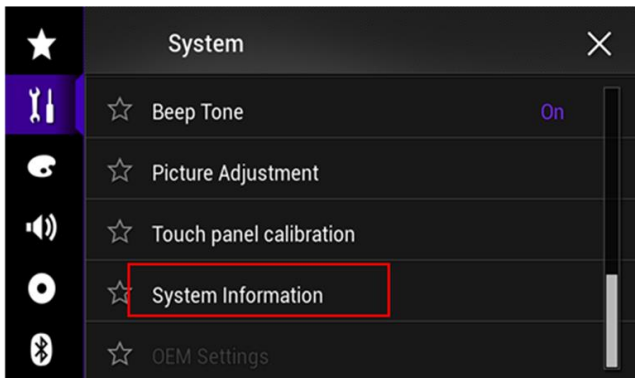 System
Beep Tone On
Picture Adjustment
Touch panel calibration
System Information
OEM Settings